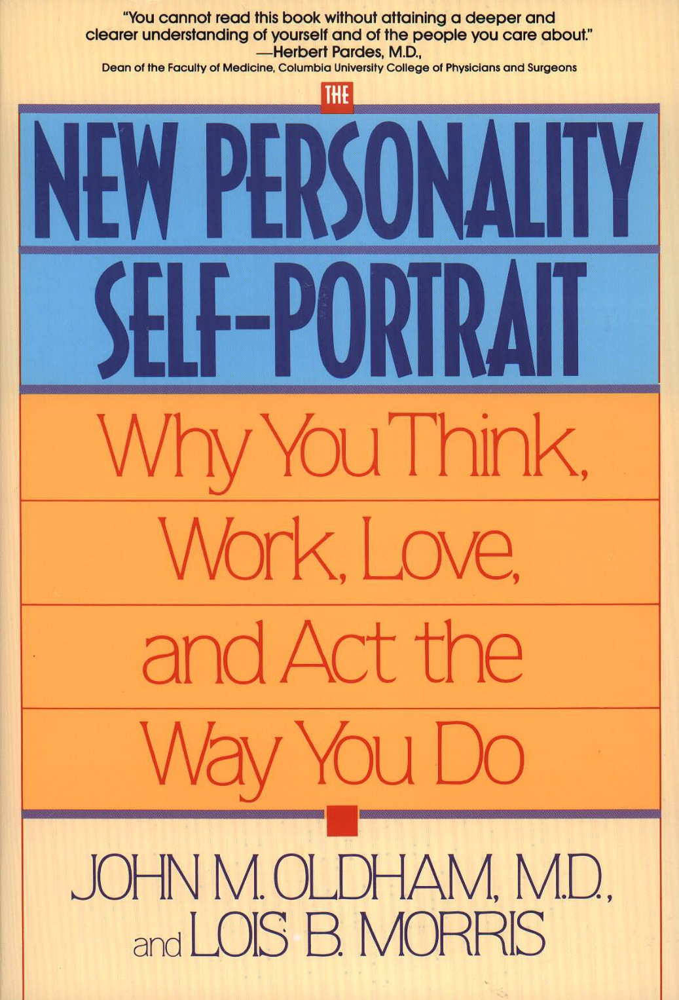 “You cannot read this book without attaining a deeper and
clearer understanding of yourself and of the people you care about.”
—Herbert Pardes, M.D.,
Dean of the Faculty of Medicine, Columbia University College of Physicians and Surgeons
THE
NEW PERSONALITY
SELF-PORTRAIT
Why You Think,
Work, Love,
and Act the
Way You Do
JOHN M. OLDHAM, M.D.,
and LOIS B. MORRIS